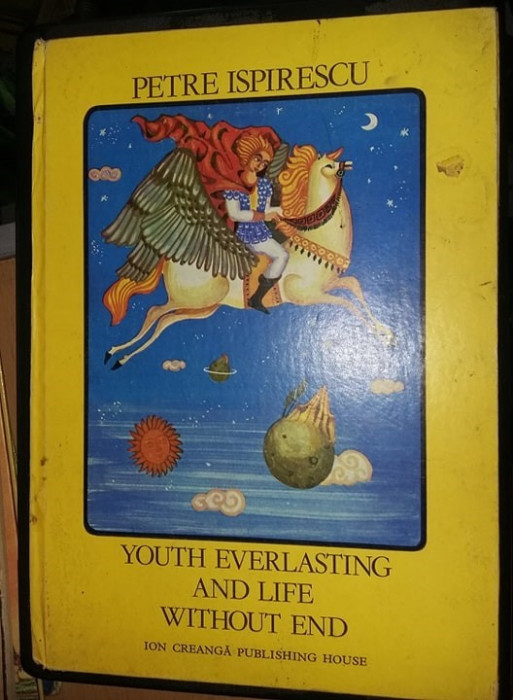 PETRE ISPIRESCU
YOUTH EVERLASTING
AND LIFE
WITHOUT END
ION CREANGĂ PUBLISHING HOUSE